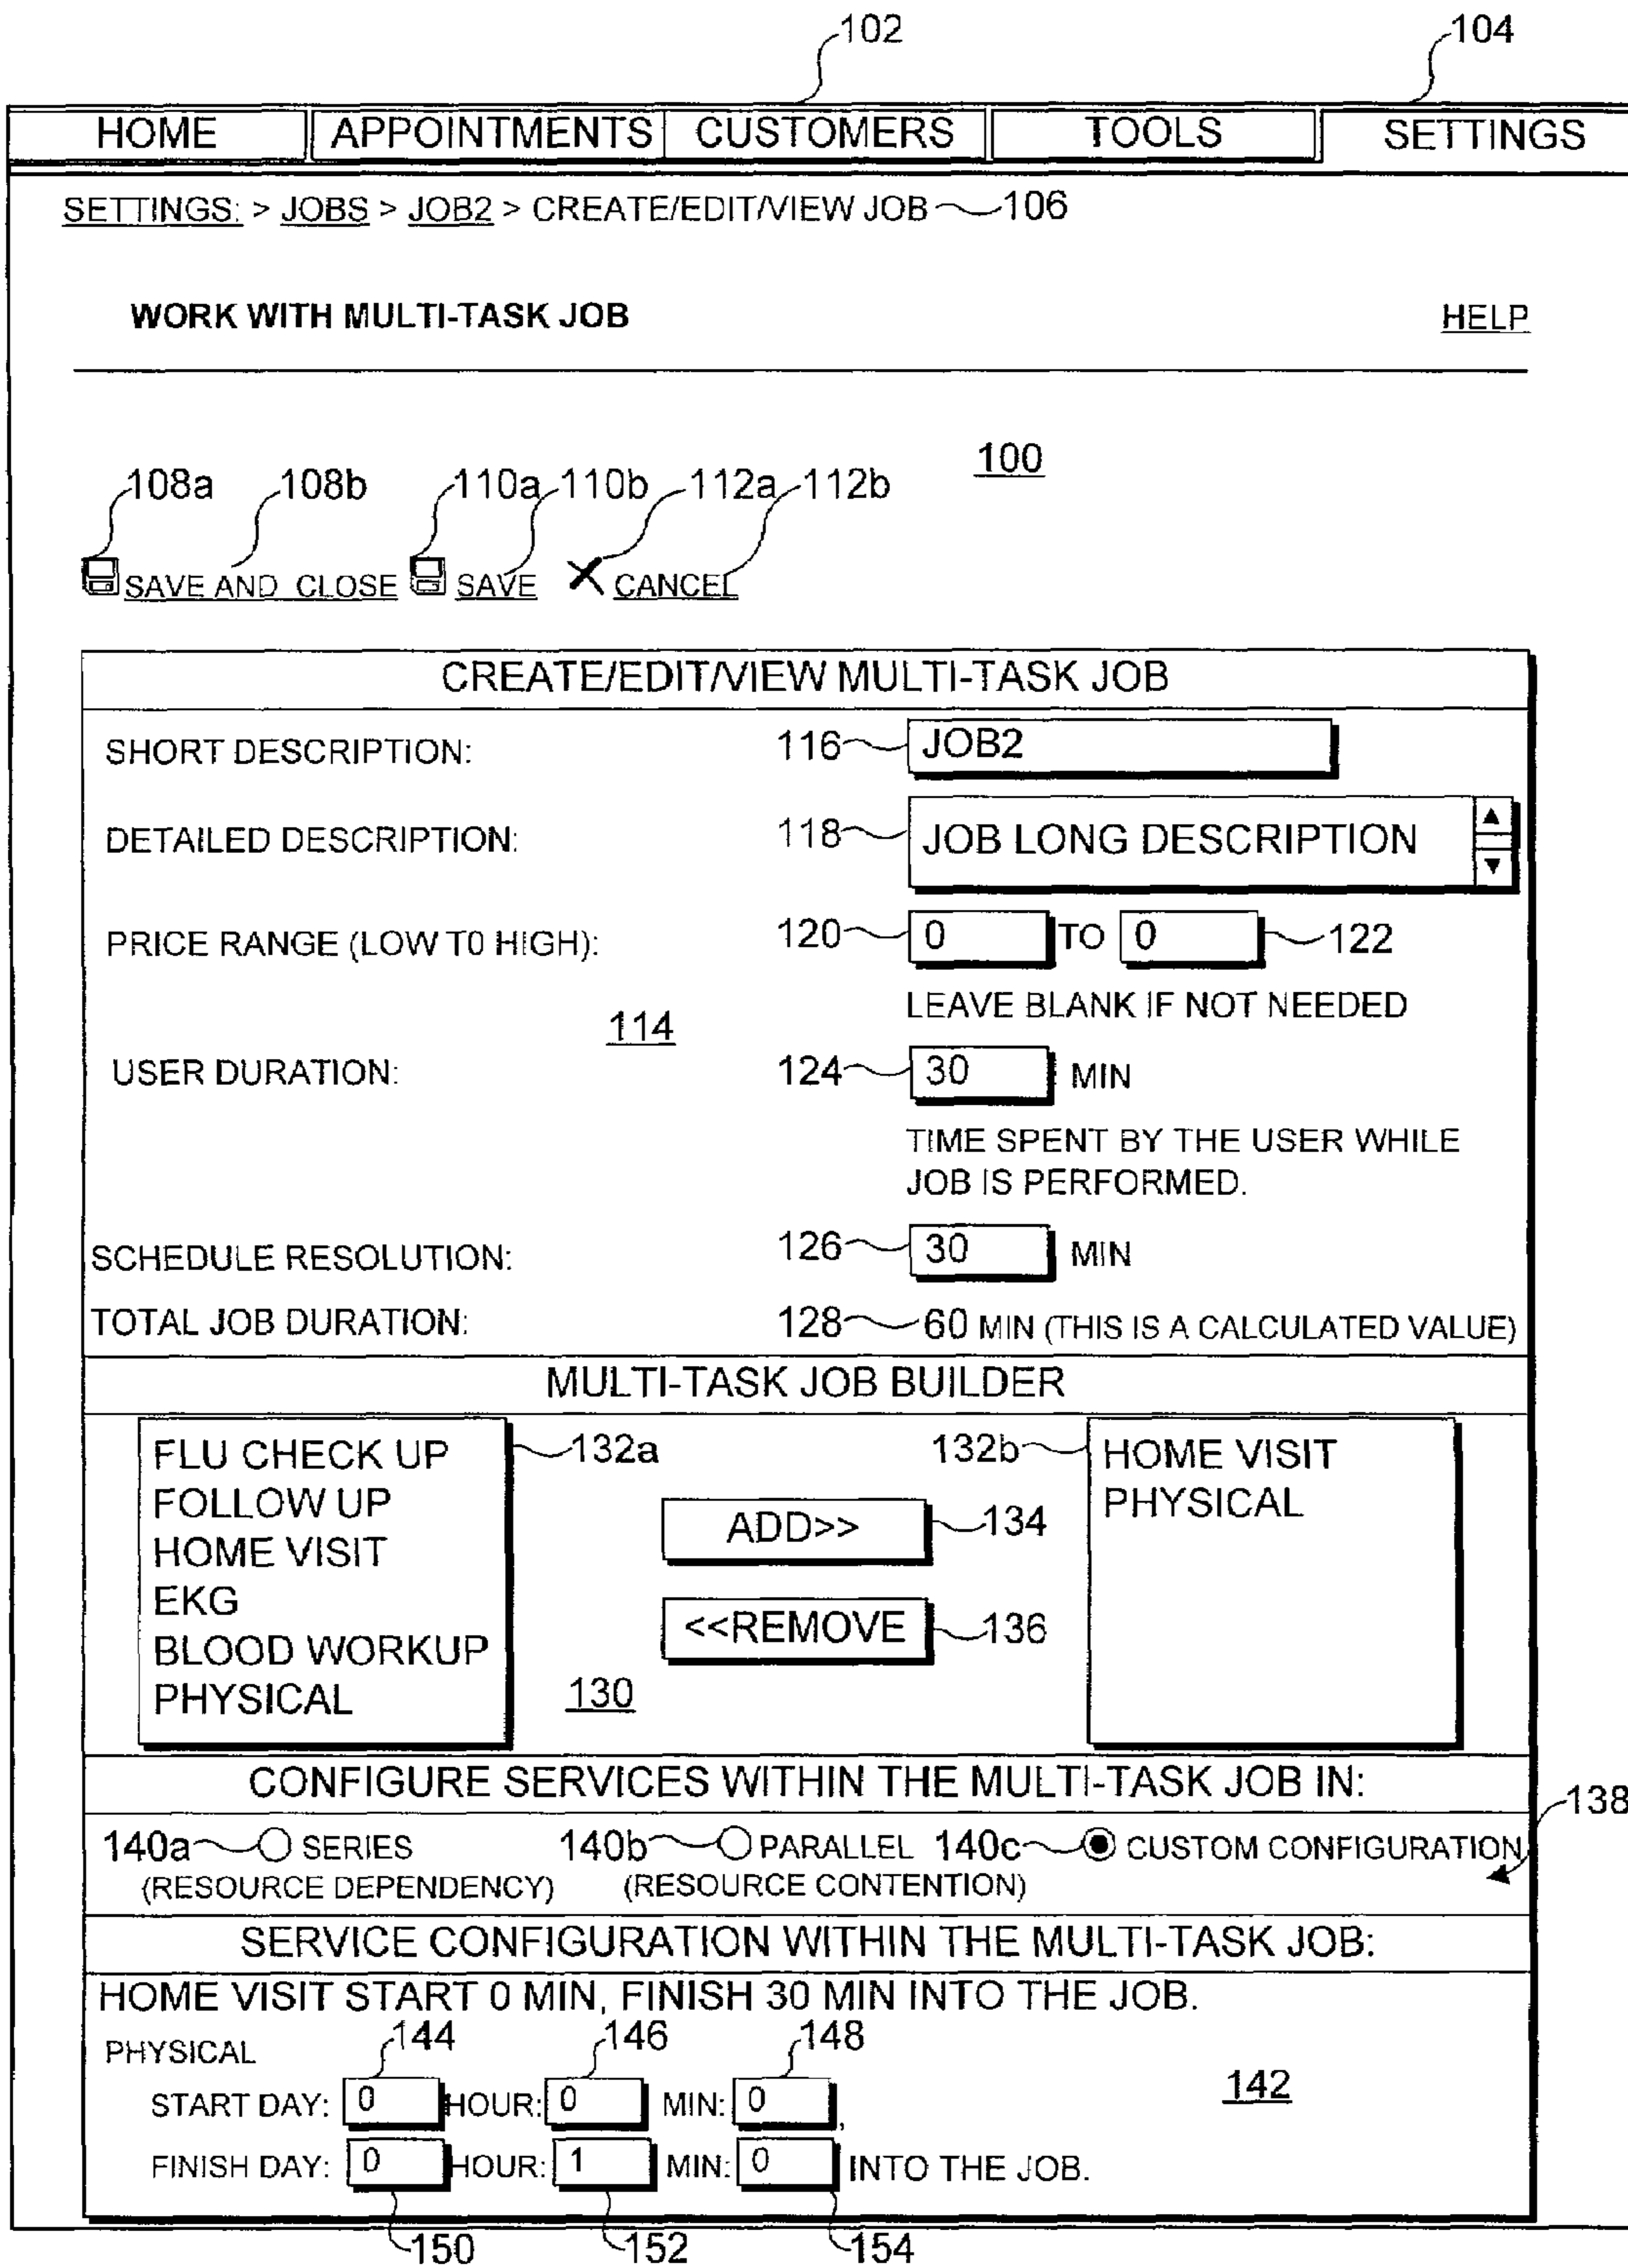 102 104
HOME APPOINTMENTS CUSTOMERS TOOLS SETTINGS
SETTINGS: > JOBS > JOB2 > CREATE/EDIT/VIEW JOB 106
WORK WITH MULTI-TASK JOB HELP
100
108a 108b 110a 110b 112a 112b
SAVE AND CLOSE SAVE CANCEL
CREATE/EDIT/VIEW MULTI-TASK JOB
SHORT DESCRIPTION: 116 JOB2
DETAILED DESCRIPTION: 118 JOB LONG DESCRIPTION
PRICE RANGE (LOW TO HIGH): 120 0 TO 0 122
LEAVE BLANK IF NOT NEEDED
114
USER DURATION: 124 30 MIN
TIME SPENT BY THE USER WHILE
JOB IS PERFORMED.
SCHEDULE RESOLUTION: 126 30 MIN
TOTAL JOB DURATION: 128 60 MIN (THIS IS A CALCULATED VALUE)
MULTI-TASK JOB BUILDER
FLU CHECK UP 132a 132b HOME VISIT
FOLLOW UP PHYSICAL
ADD>> 134
HOME VISIT
EKG
<<REMOVE 136
BLOOD WORKUP
PHYSICAL 130
CONFIGURE SERVICES WITHIN THE MULTI-TASK JOB IN:
138
140a SERIES 140b PARALLEL 140c CUSTOM CONFIGURATION
(RESOURCE DEPENDENCY) (RESOURCE CONTENTION)
SERVICE CONFIGURATION WITHIN THE MULTI-TASK JOB:
HOME VISIT START 0 MIN, FINISH 30 MIN INTO THE JOB.
144 146 148
PHYSICAL
START DAY: 0 HOUR: 0 MIN: 0, 142
FINISH DAY: 0 HOUR: 1 MIN: 0 INTO THE JOB.
150 152 154